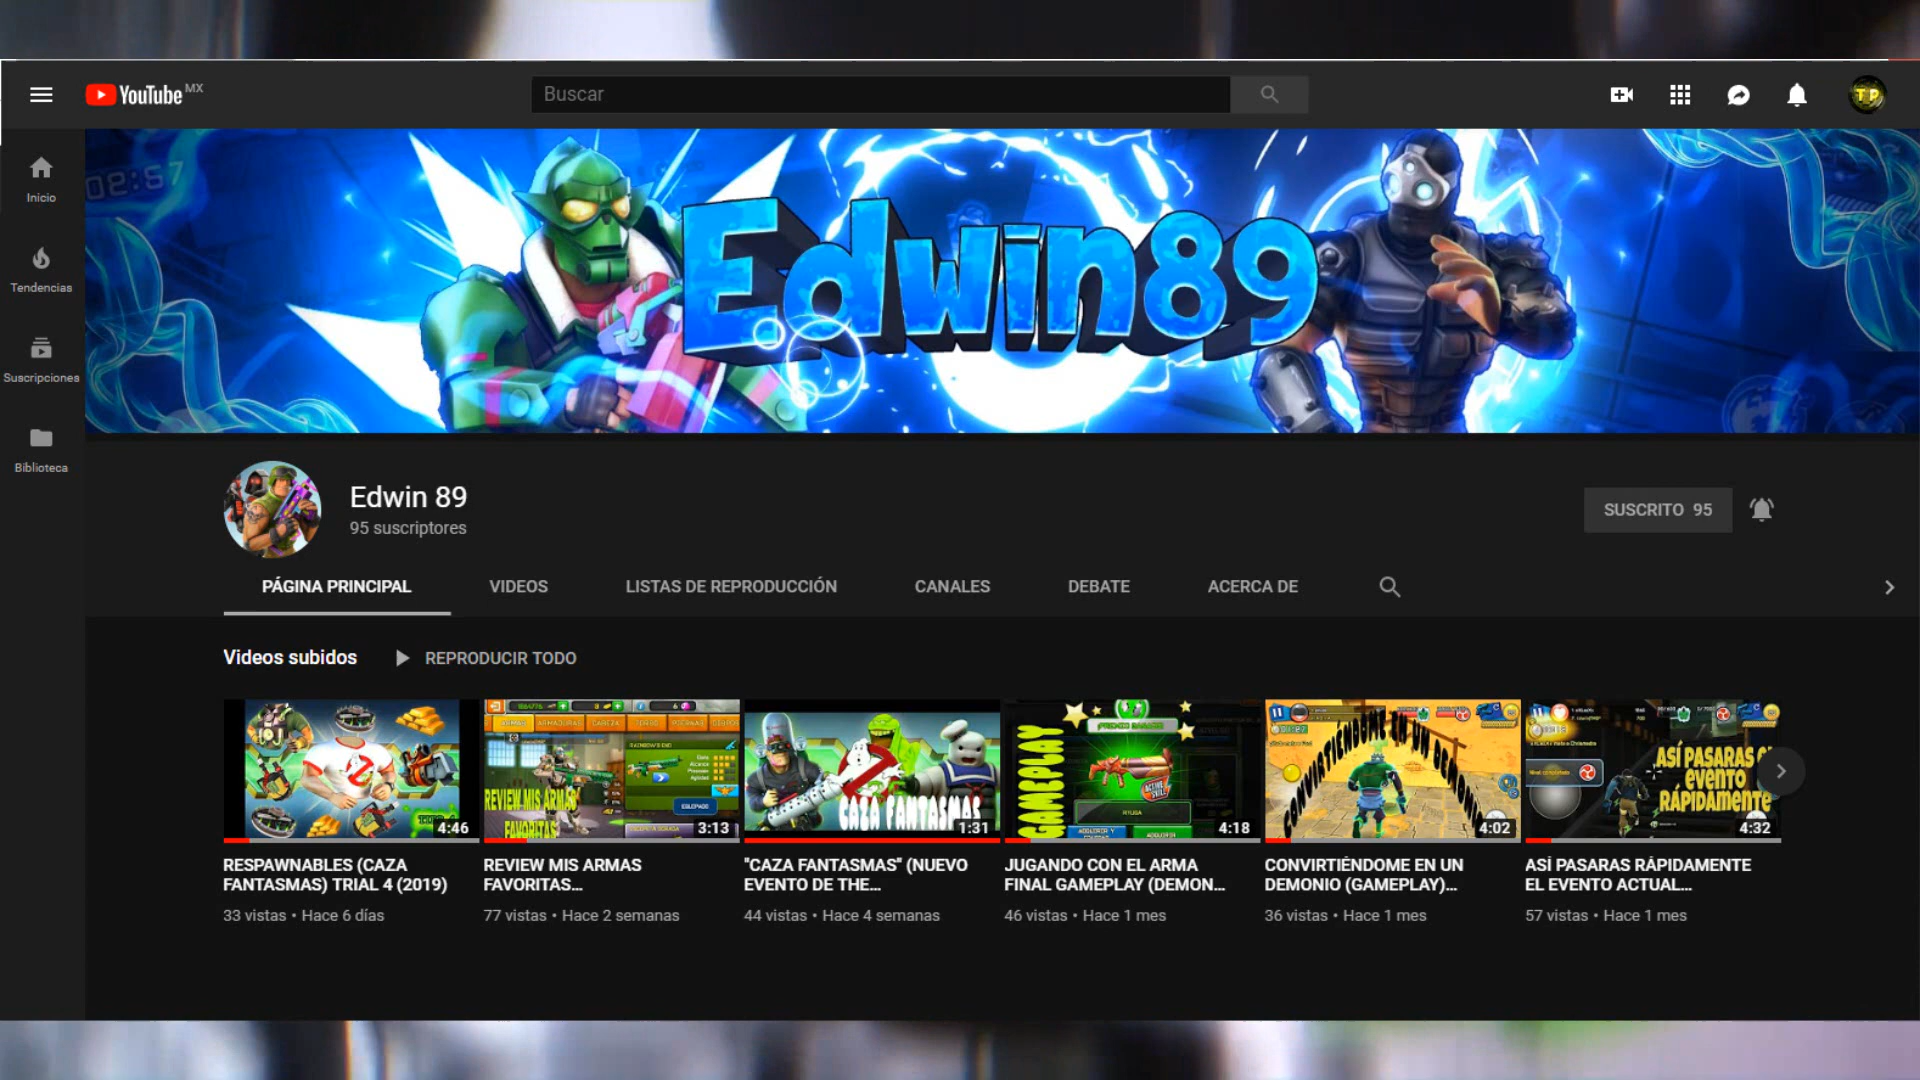 YouTube MX
Buscar
TP
Inicio
Tendencias
Suscripciones
Biblioteca
08:57
Edwin89
Edwin 89
95 suscriptores
SUSCRITO 95
PÁGINA PRINCIPAL
VIDEOS
LISTAS DE REPRODUCCIÓN
CANALES
DEBATE
ACERCA DE
Videos subidos
REPRODUCIR TODO
4:46
RESPAWNABLES (CAZA
FANTASMAS) TRIAL 4 (2019)
33 vistas • Hace 6 días
REVIEW MIS ARMAS
FAVORITAS
3:13
REVIEW MIS ARMAS
FAVORITAS...
77 vistas • Hace 2 semanas
CAZA FANTASMAS
1:31
"CAZA FANTASMAS" (NUEVO
EVENTO DE THE...
44 vistas • Hace 4 semanas
GAMEPLAY
4:18
JUGANDO CON EL ARMA
FINAL GAMEPLAY (DEMON...
46 vistas • Hace 1 mes
CONVIRTIENDOME EN UN DEMONIO
4:02
CONVIRTIÉNDOME EN UN
DEMONIO (GAMEPLAY)...
36 vistas • Hace 1 mes
ASÍ PASARAS
EVENTO
RÁPIDAMENTE
4:32
ASÍ PASARAS RÁPIDAMENTE
EL EVENTO ACTUAL...
57 vistas • Hace 1 mes